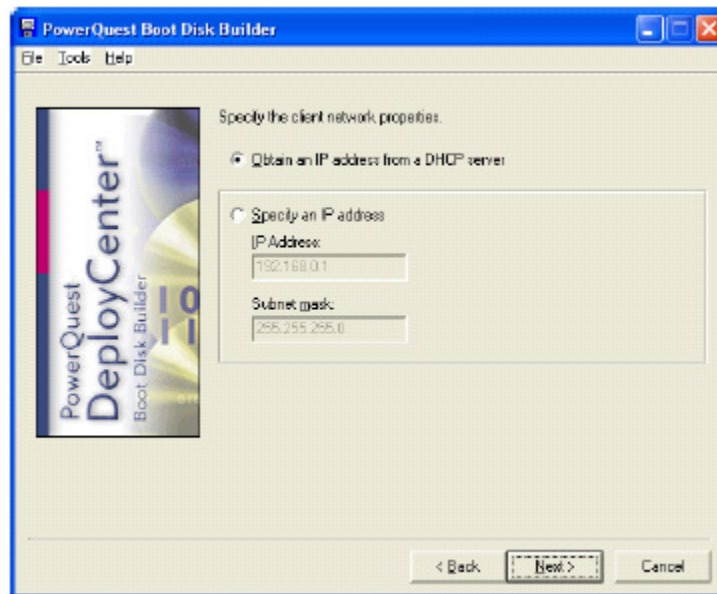 PowerQuest Boot Disk Builder
File Tools Help
PowerQuest
DeployCenter™
Boot Disk Builder
Specify the client network properties.
Obtain an IP address from a DHCP server
Specify an IP address
IP Address:
192.168.0.1
Subnet mask:
255.255.255.0
< Back
Next >
Cancel